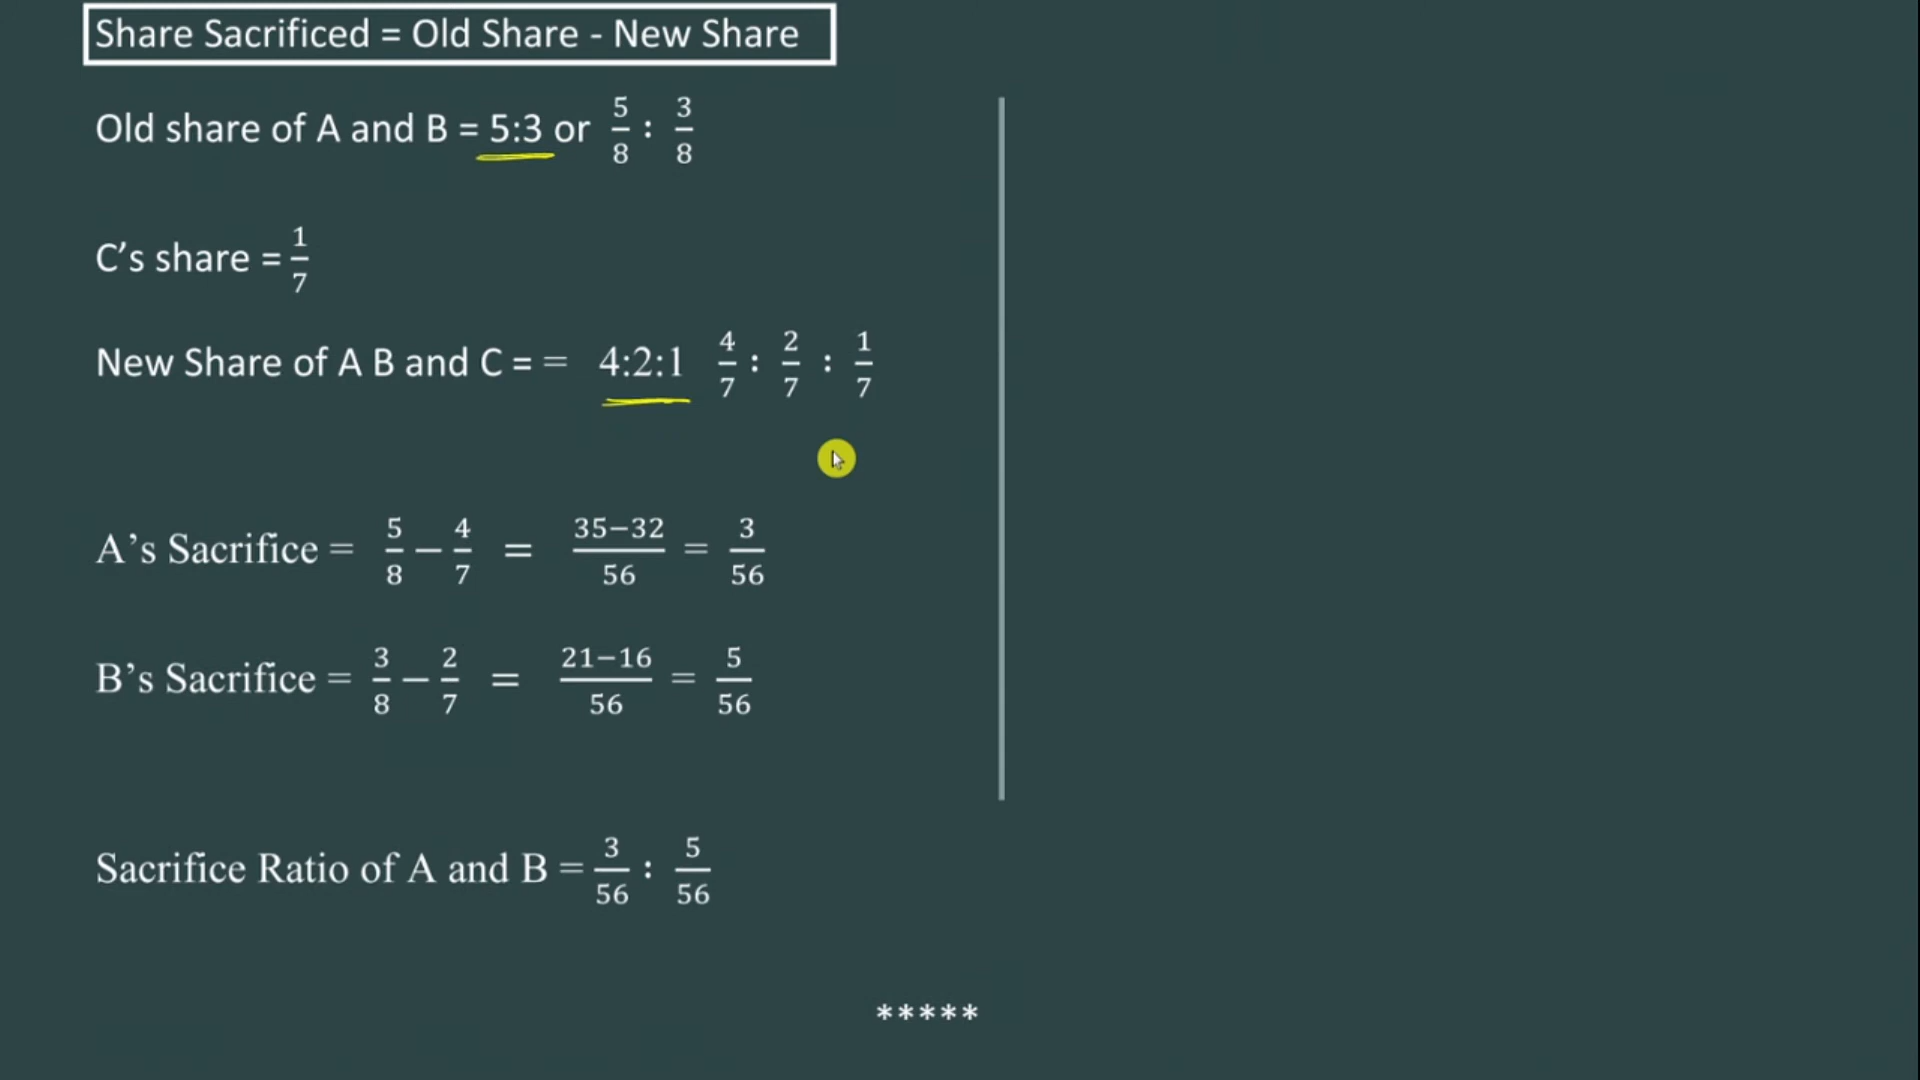 Share Sacrificed = Old Share - New Share
Old share of A and B = 5:3 or 5/8 : 3/8
C’s share = 1/7
New Share of A B and C = = 4:2:1 4/7 : 2/7 : 1/7
A’s Sacrifice = 5/8 − 4/7 = 35−32/56 = 3/56
B’s Sacrifice = 3/8 − 2/7 = 21−16/56 = 5/56
Sacrifice Ratio of A and B = 3/56 : 5/56
*****